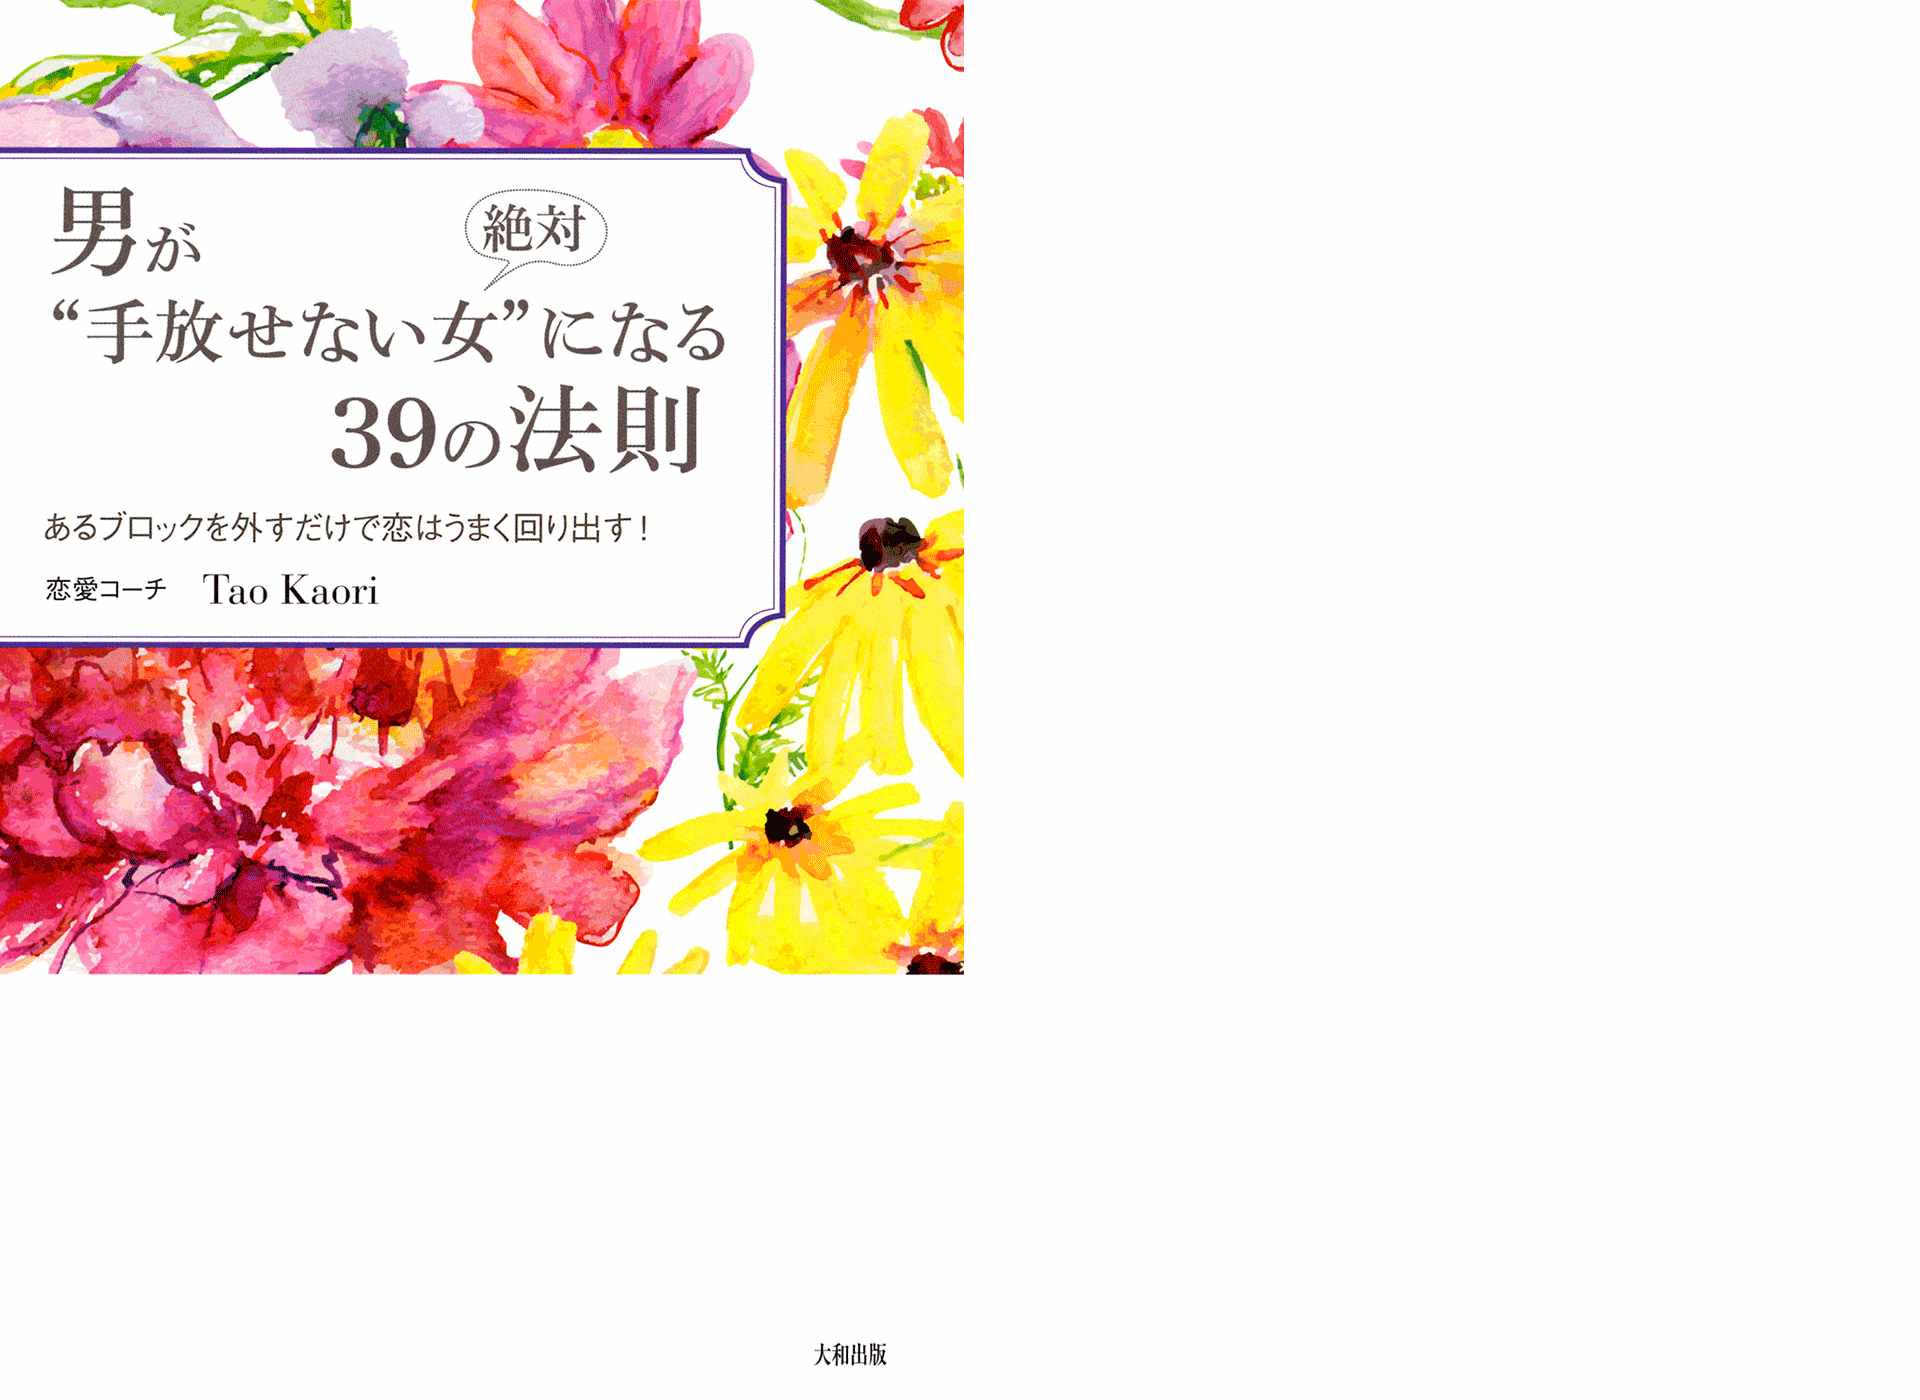 男が
絶対
“手放せない女”になる
39の法則
あるブロックを外すだけで恋はうまく回り出す！
恋愛コーチ Tao Kaori
大和出版